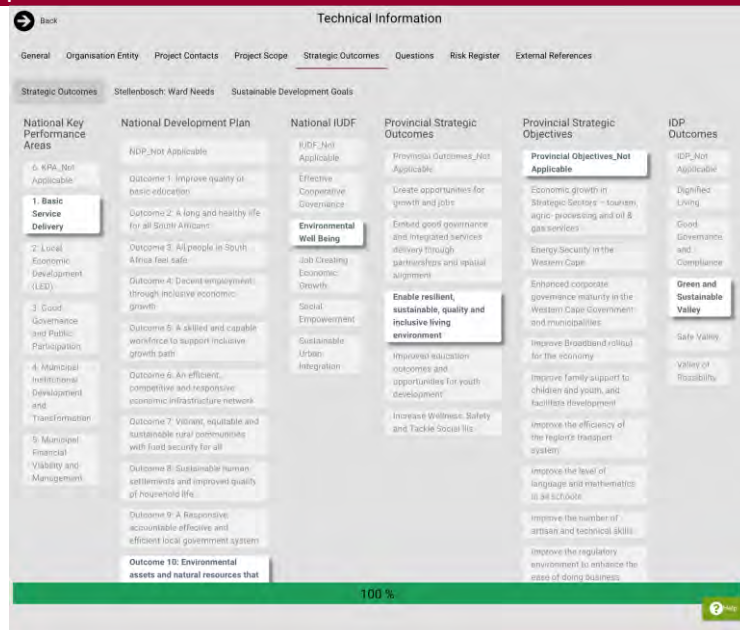 Back
Technical Information
General Organisation Entity Project Contacts Project Scope Strategic Outcomes Questions Risk Register External References
Strategic Outcomes Stellenbosch: Ward Needs Sustainable Development Goals
National Key
Performance
Areas
6. KPA_Not
Applicable
1. Basic
Service
Delivery
2. Local
Economic
Development
(LED)
3. Good
Governance
and Public
Participation
4. Municipal
Institutional
Development
and
Transformation
5. Municipal
Financial
Viability and
Management
National Development Plan
NDP_Not Applicable
Outcome 1: Improve quality of
basic education
Outcome 2: A long and healthy life
for all South Africans
Outcome 3: All people in South
Africa feel safe
Outcome 4: Decent employment
through inclusive economic
growth
Outcome 5: A skilled and capable
workforce to support inclusive
growth path
Outcome 6: An efficient,
competitive and responsive
economic infrastructure network
Outcome 7: Vibrant, equitable and
sustainable rural communities
with food security for all
Outcome 8: Sustainable human
settlements and improved quality
of household life
Outcome 9: A Responsive
accountable effective and
efficient local government system
Outcome 10: Environmental
assets and natural resources that
National IUDF
IUDF_Not
Applicable
Effective
Cooperative
Governance
Environmental
Well Being
Job Creating
Economic
Growth
Social
Empowerment
Sustainable
Urban
Integration
Provincial Strategic
Outcomes
Provincial Outcomes_Not
Applicable
Create opportunities for
growth and jobs
Embed good governance
and integrated services
delivery through
partnerships and spatial
alignment
Enable resilient,
sustainable, quality and
inclusive living
environment
Improved education
outcomes and
opportunities for youth
development
Increase Wellness, Safety
and Tackle Social Ills
Provincial Strategic
Objectives
Provincial Objectives_Not
Applicable
Economic growth in
Strategic Sectors – tourism,
agric- processing and oil &
gas services
Energy Security in the
Western Cape
Enhanced corporate
governance maturity in the
Western Cape Government
and municipalities
Improve Broadband rollout
for the economy
Improve family support to
children and youth, and
facilitate development
Improve the efficiency of
the region's transport
system
Improve the level of
language and mathematics
in all schools
Improve the number of
artisan and technical skills
Improve the regulatory
environment to enhance the
ease of doing business
IDP
Outcomes
IDP_Not
Applicable
Dignified
Living
Good
Governance
and
Compliance
Green and
Sustainable
Valley
Safe Valley
Valley of
Possibility
100 %
Help